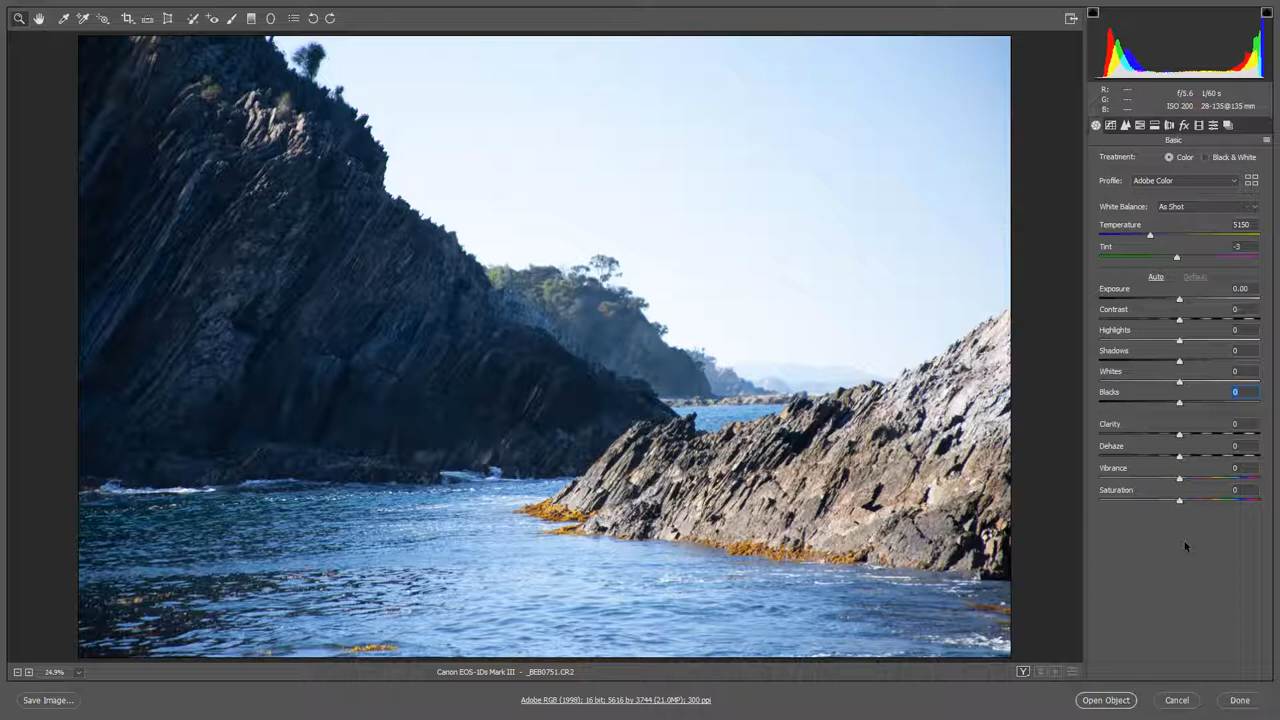 R: ---
G: ---
B: ---
f/5.6 1/60 s
ISO 200 28-135@135 mm
fx
Basic
Treatment: Color Black & White
Profile: Adobe Color
White Balance: As Shot
Temperature 5150
Tint -3
Auto Default
Exposure 0.00
Contrast 0
Highlights 0
Shadows 0
Whites 0
Blacks 0
Clarity 0
Dehaze 0
Vibrance 0
Saturation 0
24.9%
Canon EOS-1Ds Mark III - _BEB0751.CR2
Y
Save Image...
Adobe RGB (1998); 16 bit; 5616 by 3744 (21.0MP); 300 ppi
Open Object
Cancel
Done